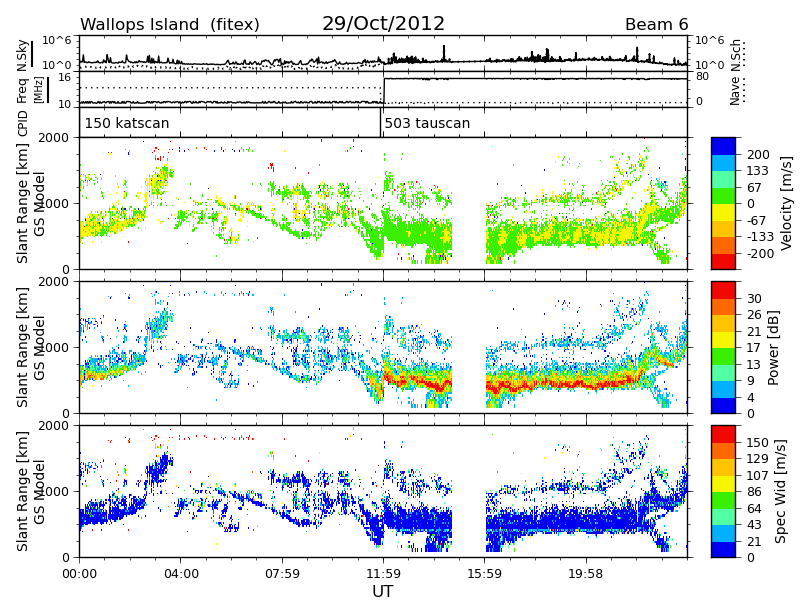 Wallops Island (fitex) 29/Oct/2012 Beam 6
N.Sky 10^6 10^0 10^6 10^0 N.Sch
Freq [MHz] 16 10 80 0 Nave
CPID 150 katscan 503 tauscan
Slant Range [km] GS Model 2000 1000 0
200 133 67 0 -67 -133 -200 Velocity [m/s]
Slant Range [km] GS Model 2000 1000 0
30 26 21 17 13 9 4 0 Power [dB]
Slant Range [km] GS Model 2000 1000 0
150 129 107 86 64 43 21 0 Spec Wid [m/s]
00:00 04:00 07:59 11:59 15:59 19:58
UT